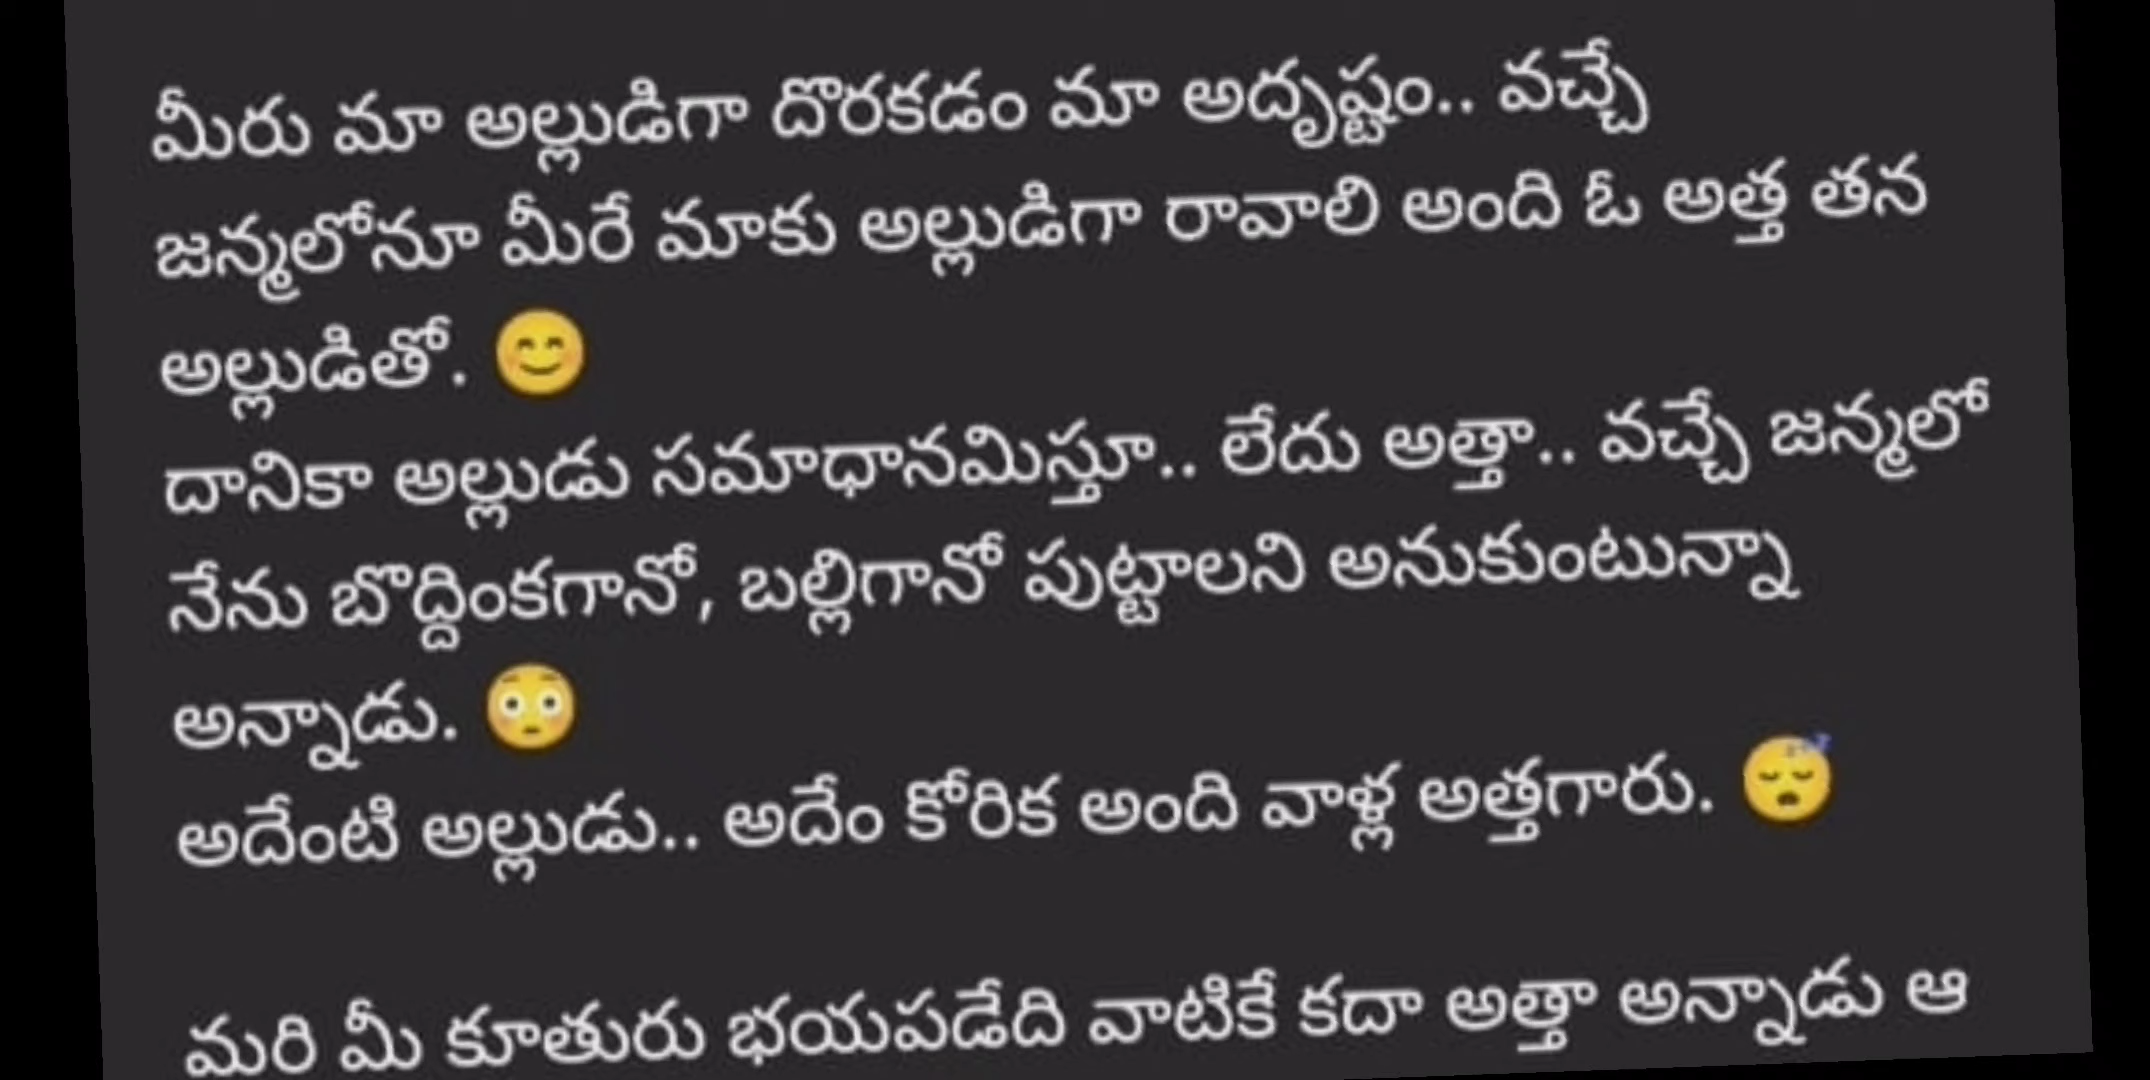 మీరు మా అల్లుడిగా దొరకడం మా అదృష్టం.. వచ్చే
జన్మలోనూ మీరే మాకు అల్లుడిగా రావాలి అంది ఓ అత్త తన
అల్లుడితో. 😊
దానికా అల్లుడు సమాధానమిస్తూ.. లేదు అత్తా.. వచ్చే జన్మలో
నేను బొద్దింకగానో, బల్లిగానో పుట్టాలని అనుకుంటున్నా
అన్నాడు. 😳
అదేంటి అల్లుడు.. అదేం కోరిక అంది వాళ్ల అత్తగారు. 😴
మరి మీ కూతురు భయపడేది వాటికే కదా అత్తా అన్నాడు ఆ